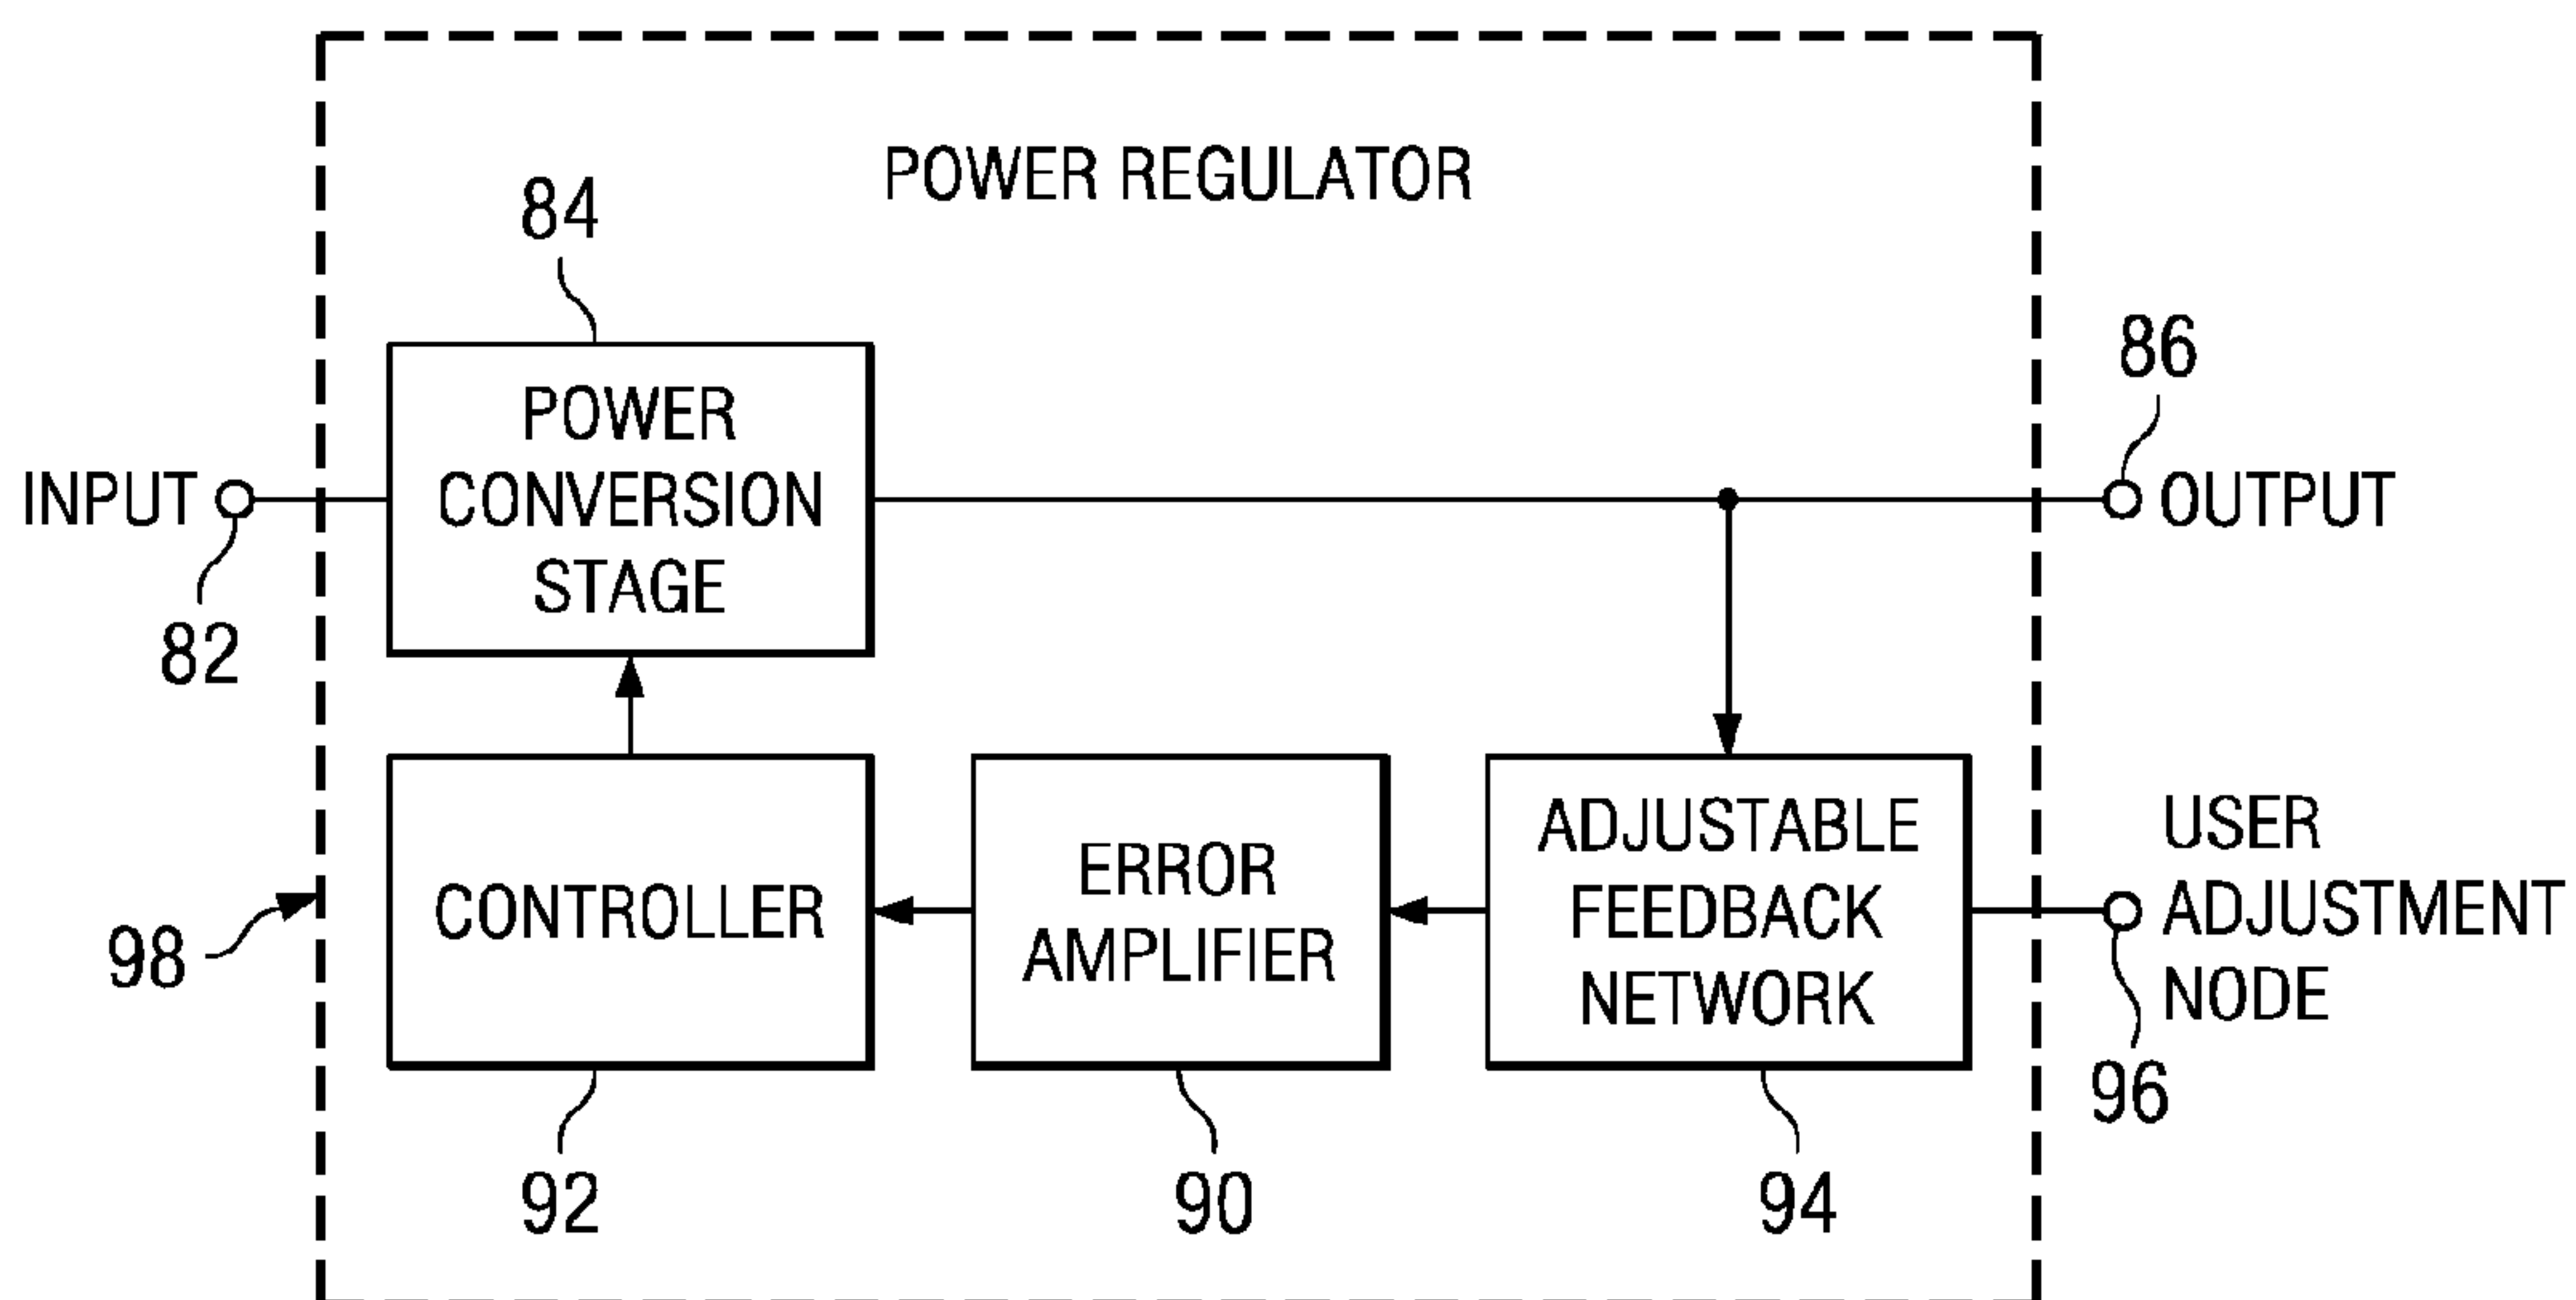 POWER REGULATOR
84
POWER
CONVERSION
STAGE
86
INPUT
OUTPUT
82
CONTROLLER
ERROR
AMPLIFIER
ADJUSTABLE
FEEDBACK
NETWORK
USER
ADJUSTMENT
NODE
98
96
92
90
94